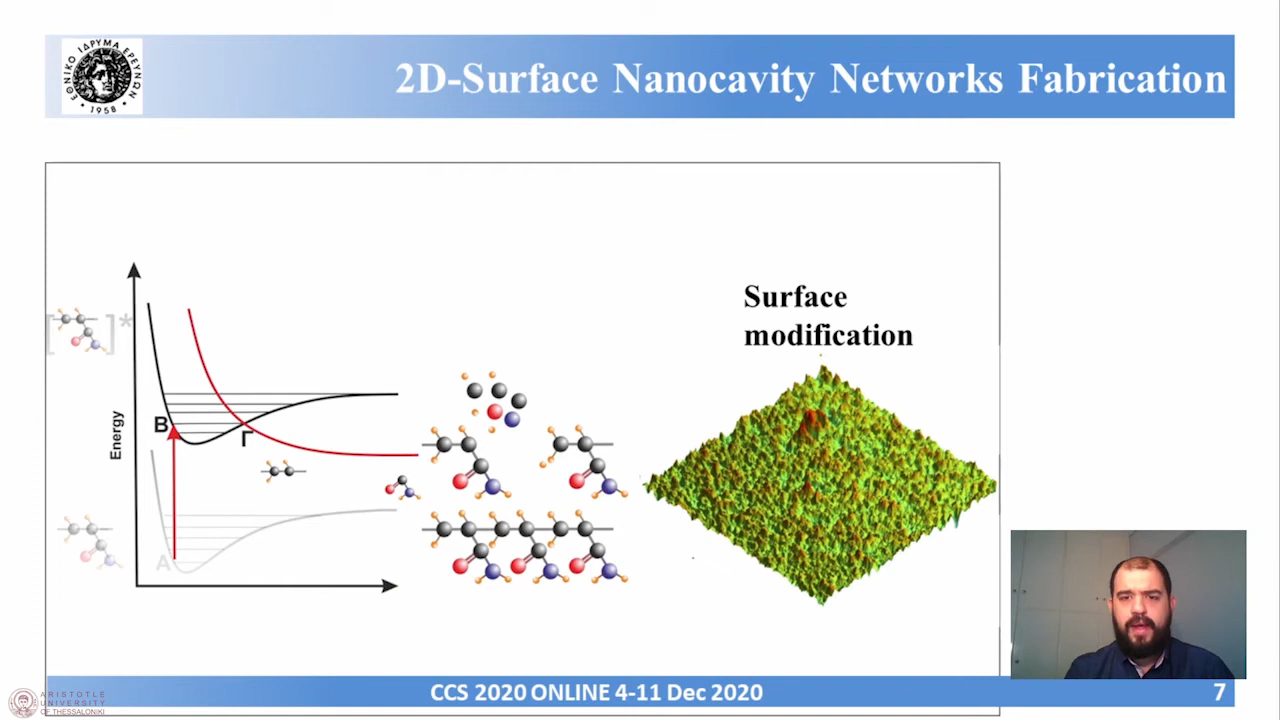 ΕΘΝΙΚΟ ΙΔΡΥΜΑ ΕΡΕΥΝΩΝ
• 1958 •
2D-Surface Nanocavity Networks Fabrication
Surface
modification
[ ]*
B
Γ
Energy
A
CCS 2020 ONLINE 4-11 Dec 2020
7
ARISTOTLE
UNIVERSITY
OF THESSALONIKI